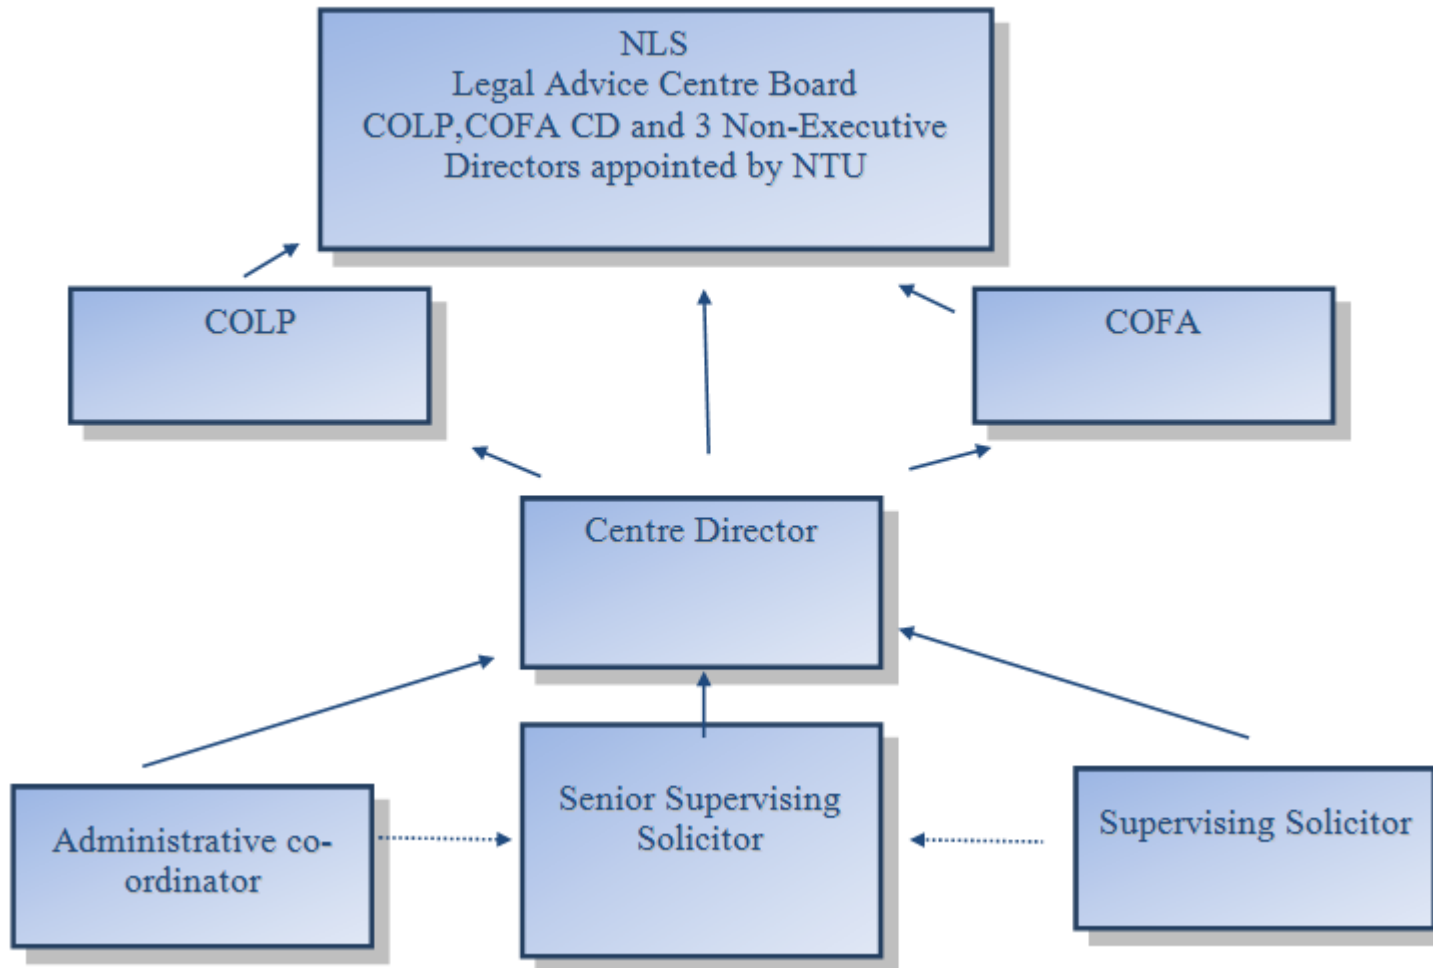 NLS
Legal Advice Centre Board
COLP,COFA CD and 3 Non-Executive
Directors appointed by NTU
COLP
COFA
Centre Director
Administrative co-
ordinator
Senior Supervising
Solicitor
Supervising Solicitor